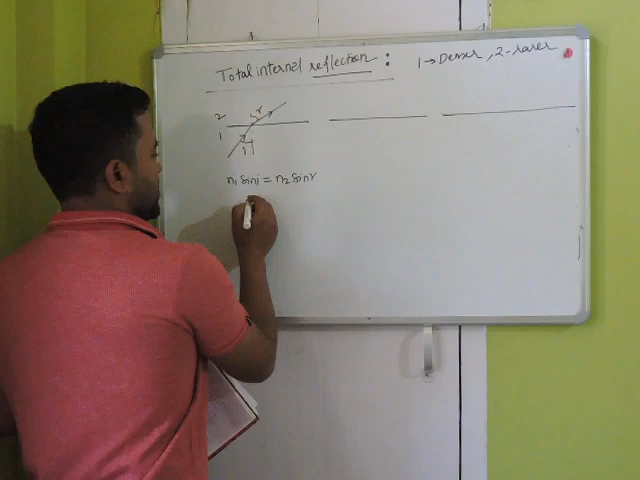 Total internal reflection :
1→Denser, 2-rarer
2
r
1
i
n₁ sini = n₂ sinr